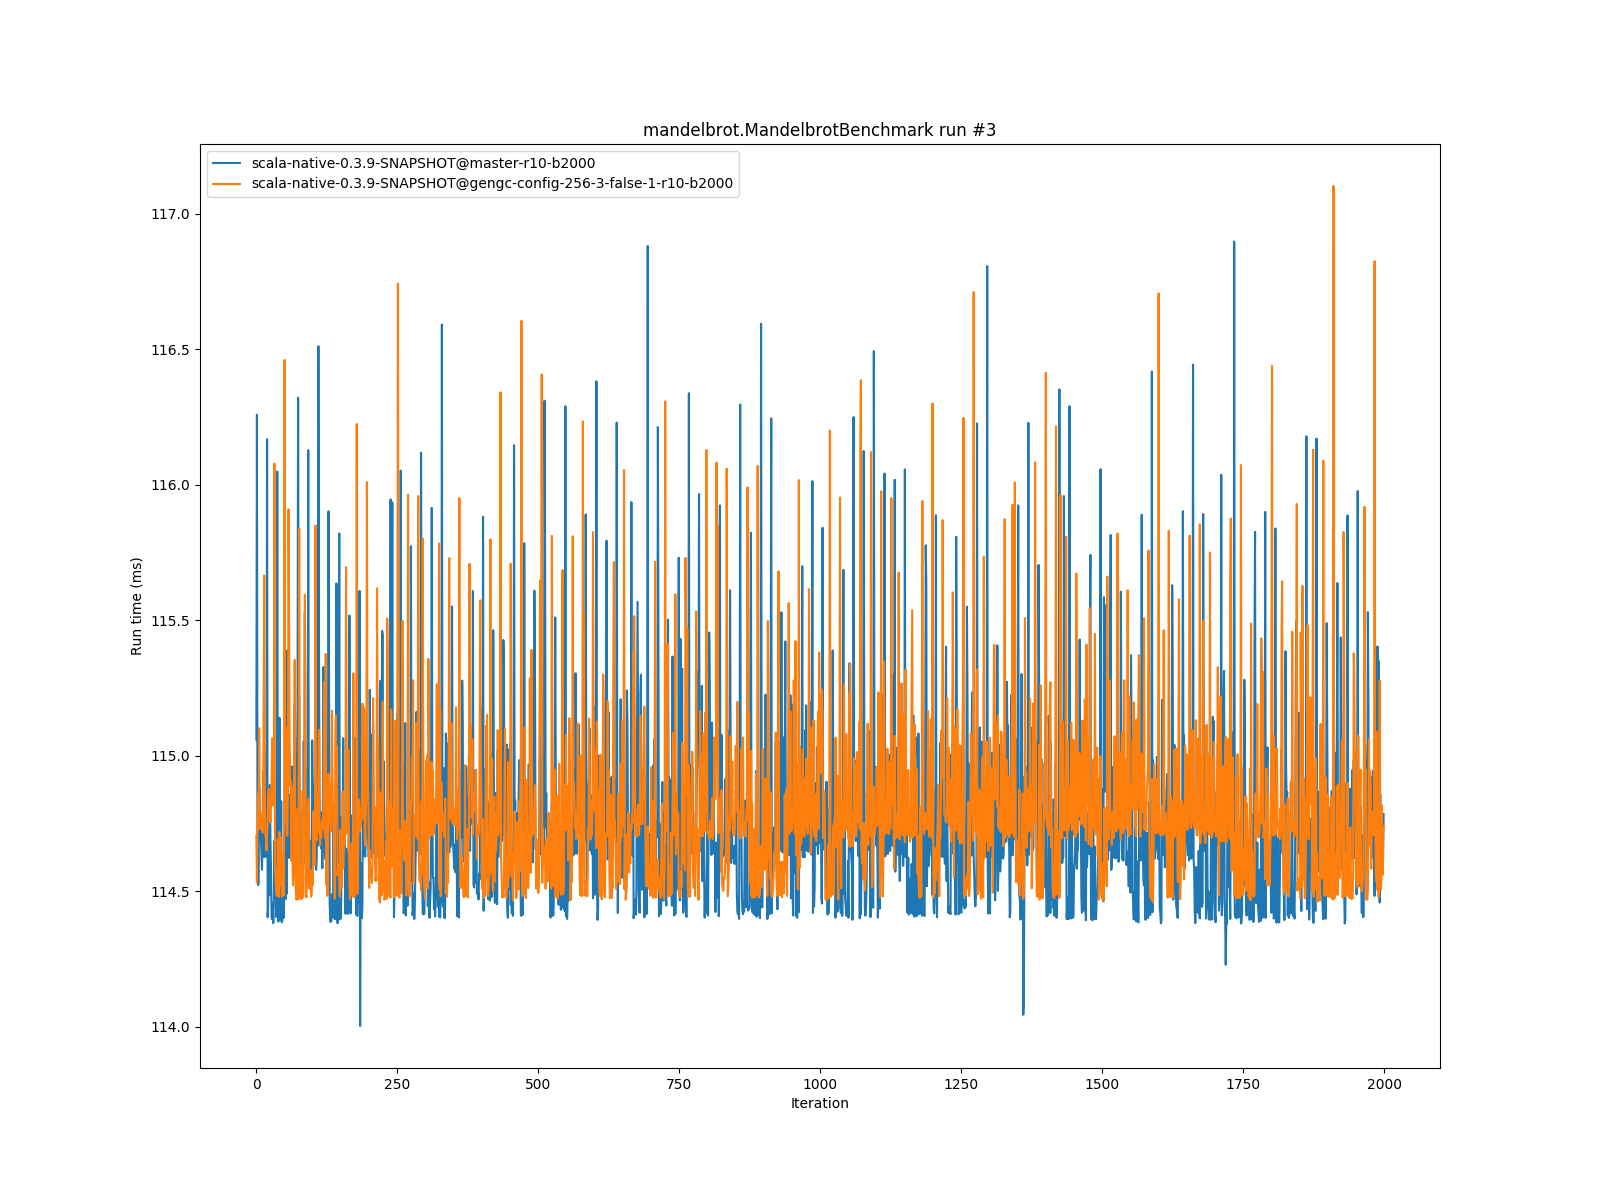 mandelbrot.MandelbrotBenchmark run #3
scala-native-0.3.9-SNAPSHOT@master-r10-b2000
scala-native-0.3.9-SNAPSHOT@gengc-config-256-3-false-1-r10-b2000
117.0
116.5
116.0
115.5
115.0
114.5
114.0
Run time (ms)
0 250 500 750 1000 1250 1500 1750 2000
Iteration